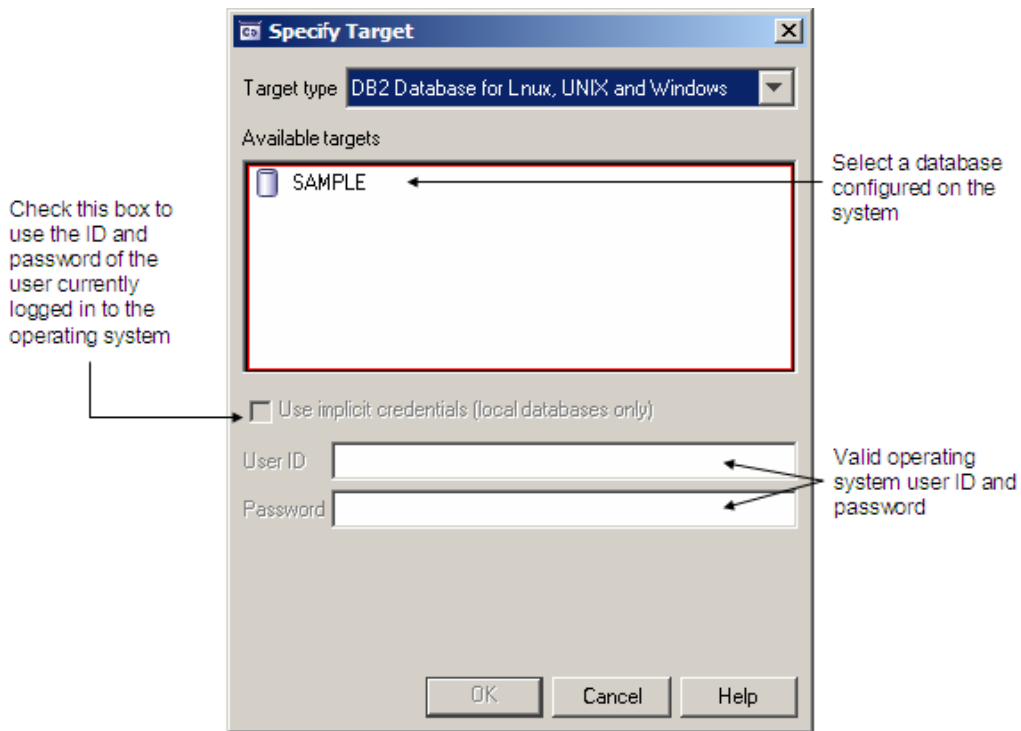 Specify Target
Target type DB2 Database for Lnux, UNIX and Windows
Available targets
SAMPLE
Select a database
configured on the
system
Check this box to
use the ID and
password of the
user currently
logged in to the
operating system
Use implicit credentials (local databases only)
User ID
Password
Valid operating
system user ID and
password
OK
Cancel
Help